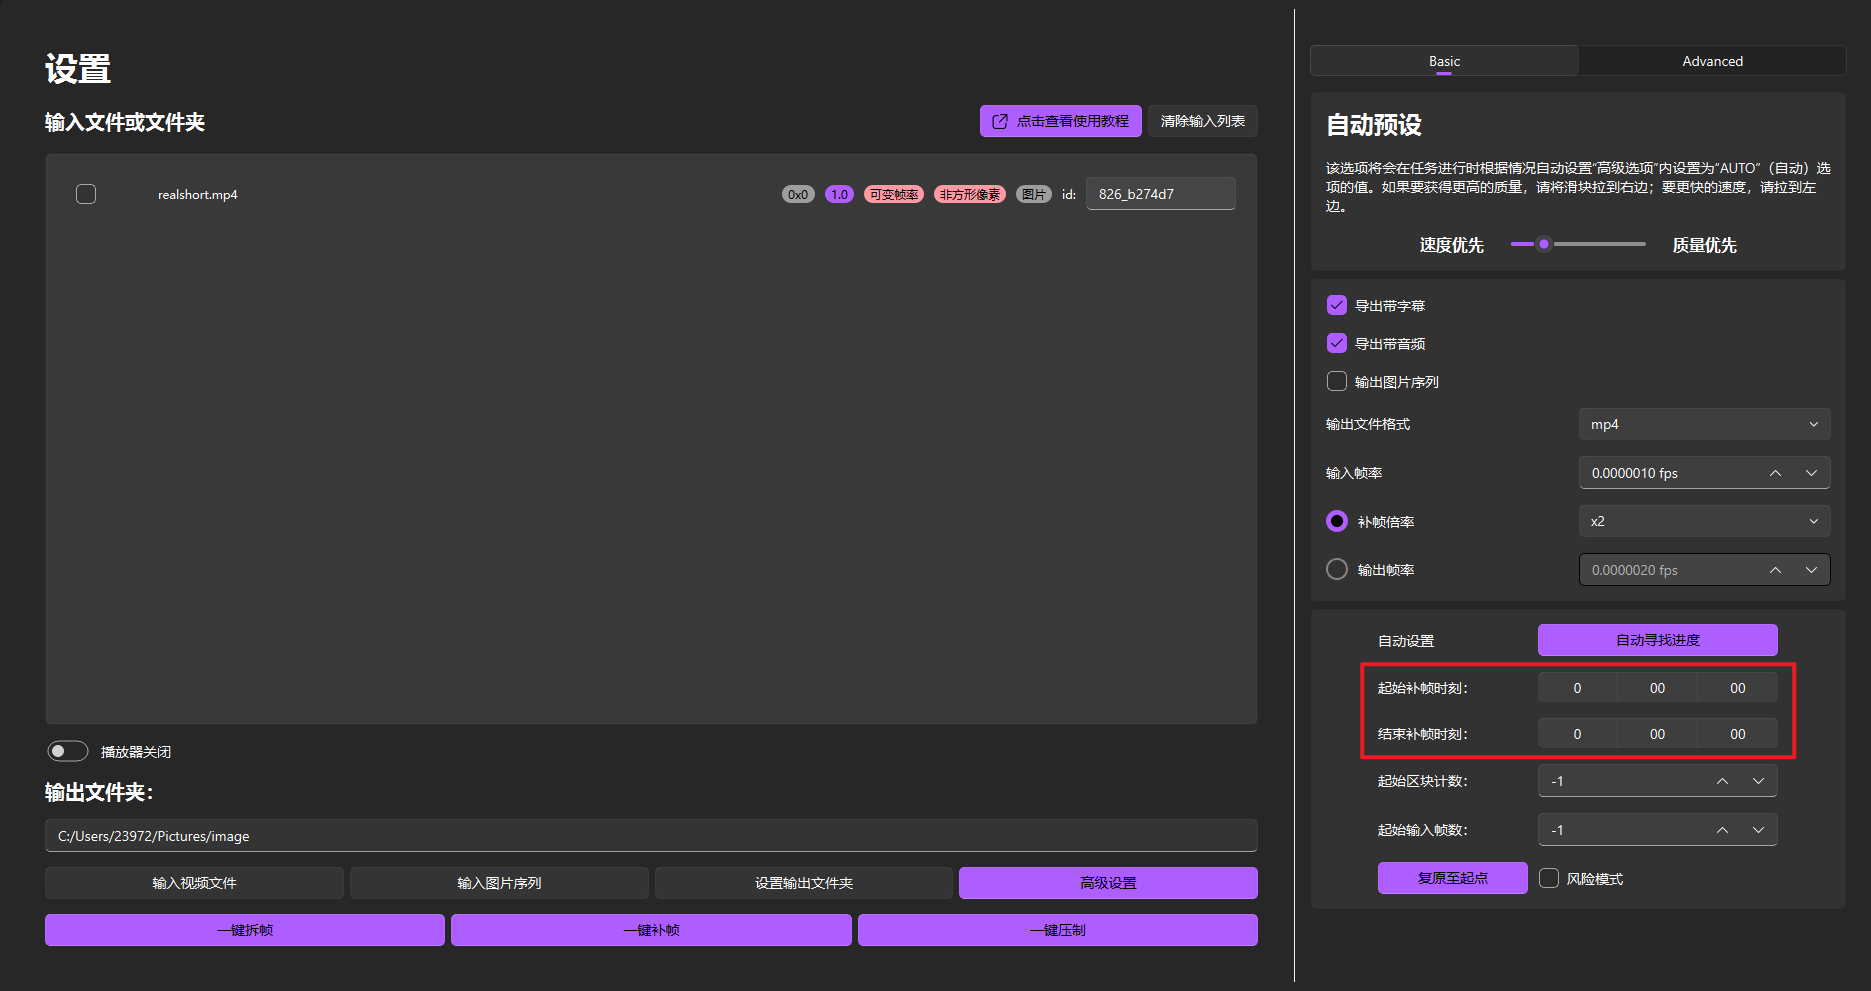 设置
输入文件或文件夹
点击查看使用教程
清除输入列表
realshort.mp4
0x0
1.0
可变帧率
非方形像素
图片
id:
826_b274d7
播放器关闭
输出文件夹：
C:/Users/23972/Pictures/image
输入视频文件
输入图片序列
设置输出文件夹
高级设置
一键拆帧
一键补帧
一键压制
Basic
Advanced
自动预设
该选项将会在任务进行时根据情况自动设置“高级选项”内设置为“AUTO”（自动）选
项的值。如果要获得更高的质量，请将滑块拉到右边；要更快的速度，请拉到左
边。
速度优先
质量优先
导出带字幕
导出带音频
输出图片序列
输出文件格式
mp4
输入帧率
0.0000010 fps
补帧倍率
x2
输出帧率
0.0000020 fps
自动设置
自动寻找进度
起始补帧时刻：
0
00
00
结束补帧时刻：
0
00
00
起始区块计数：
-1
起始输入帧数：
-1
复原至起点
风险模式